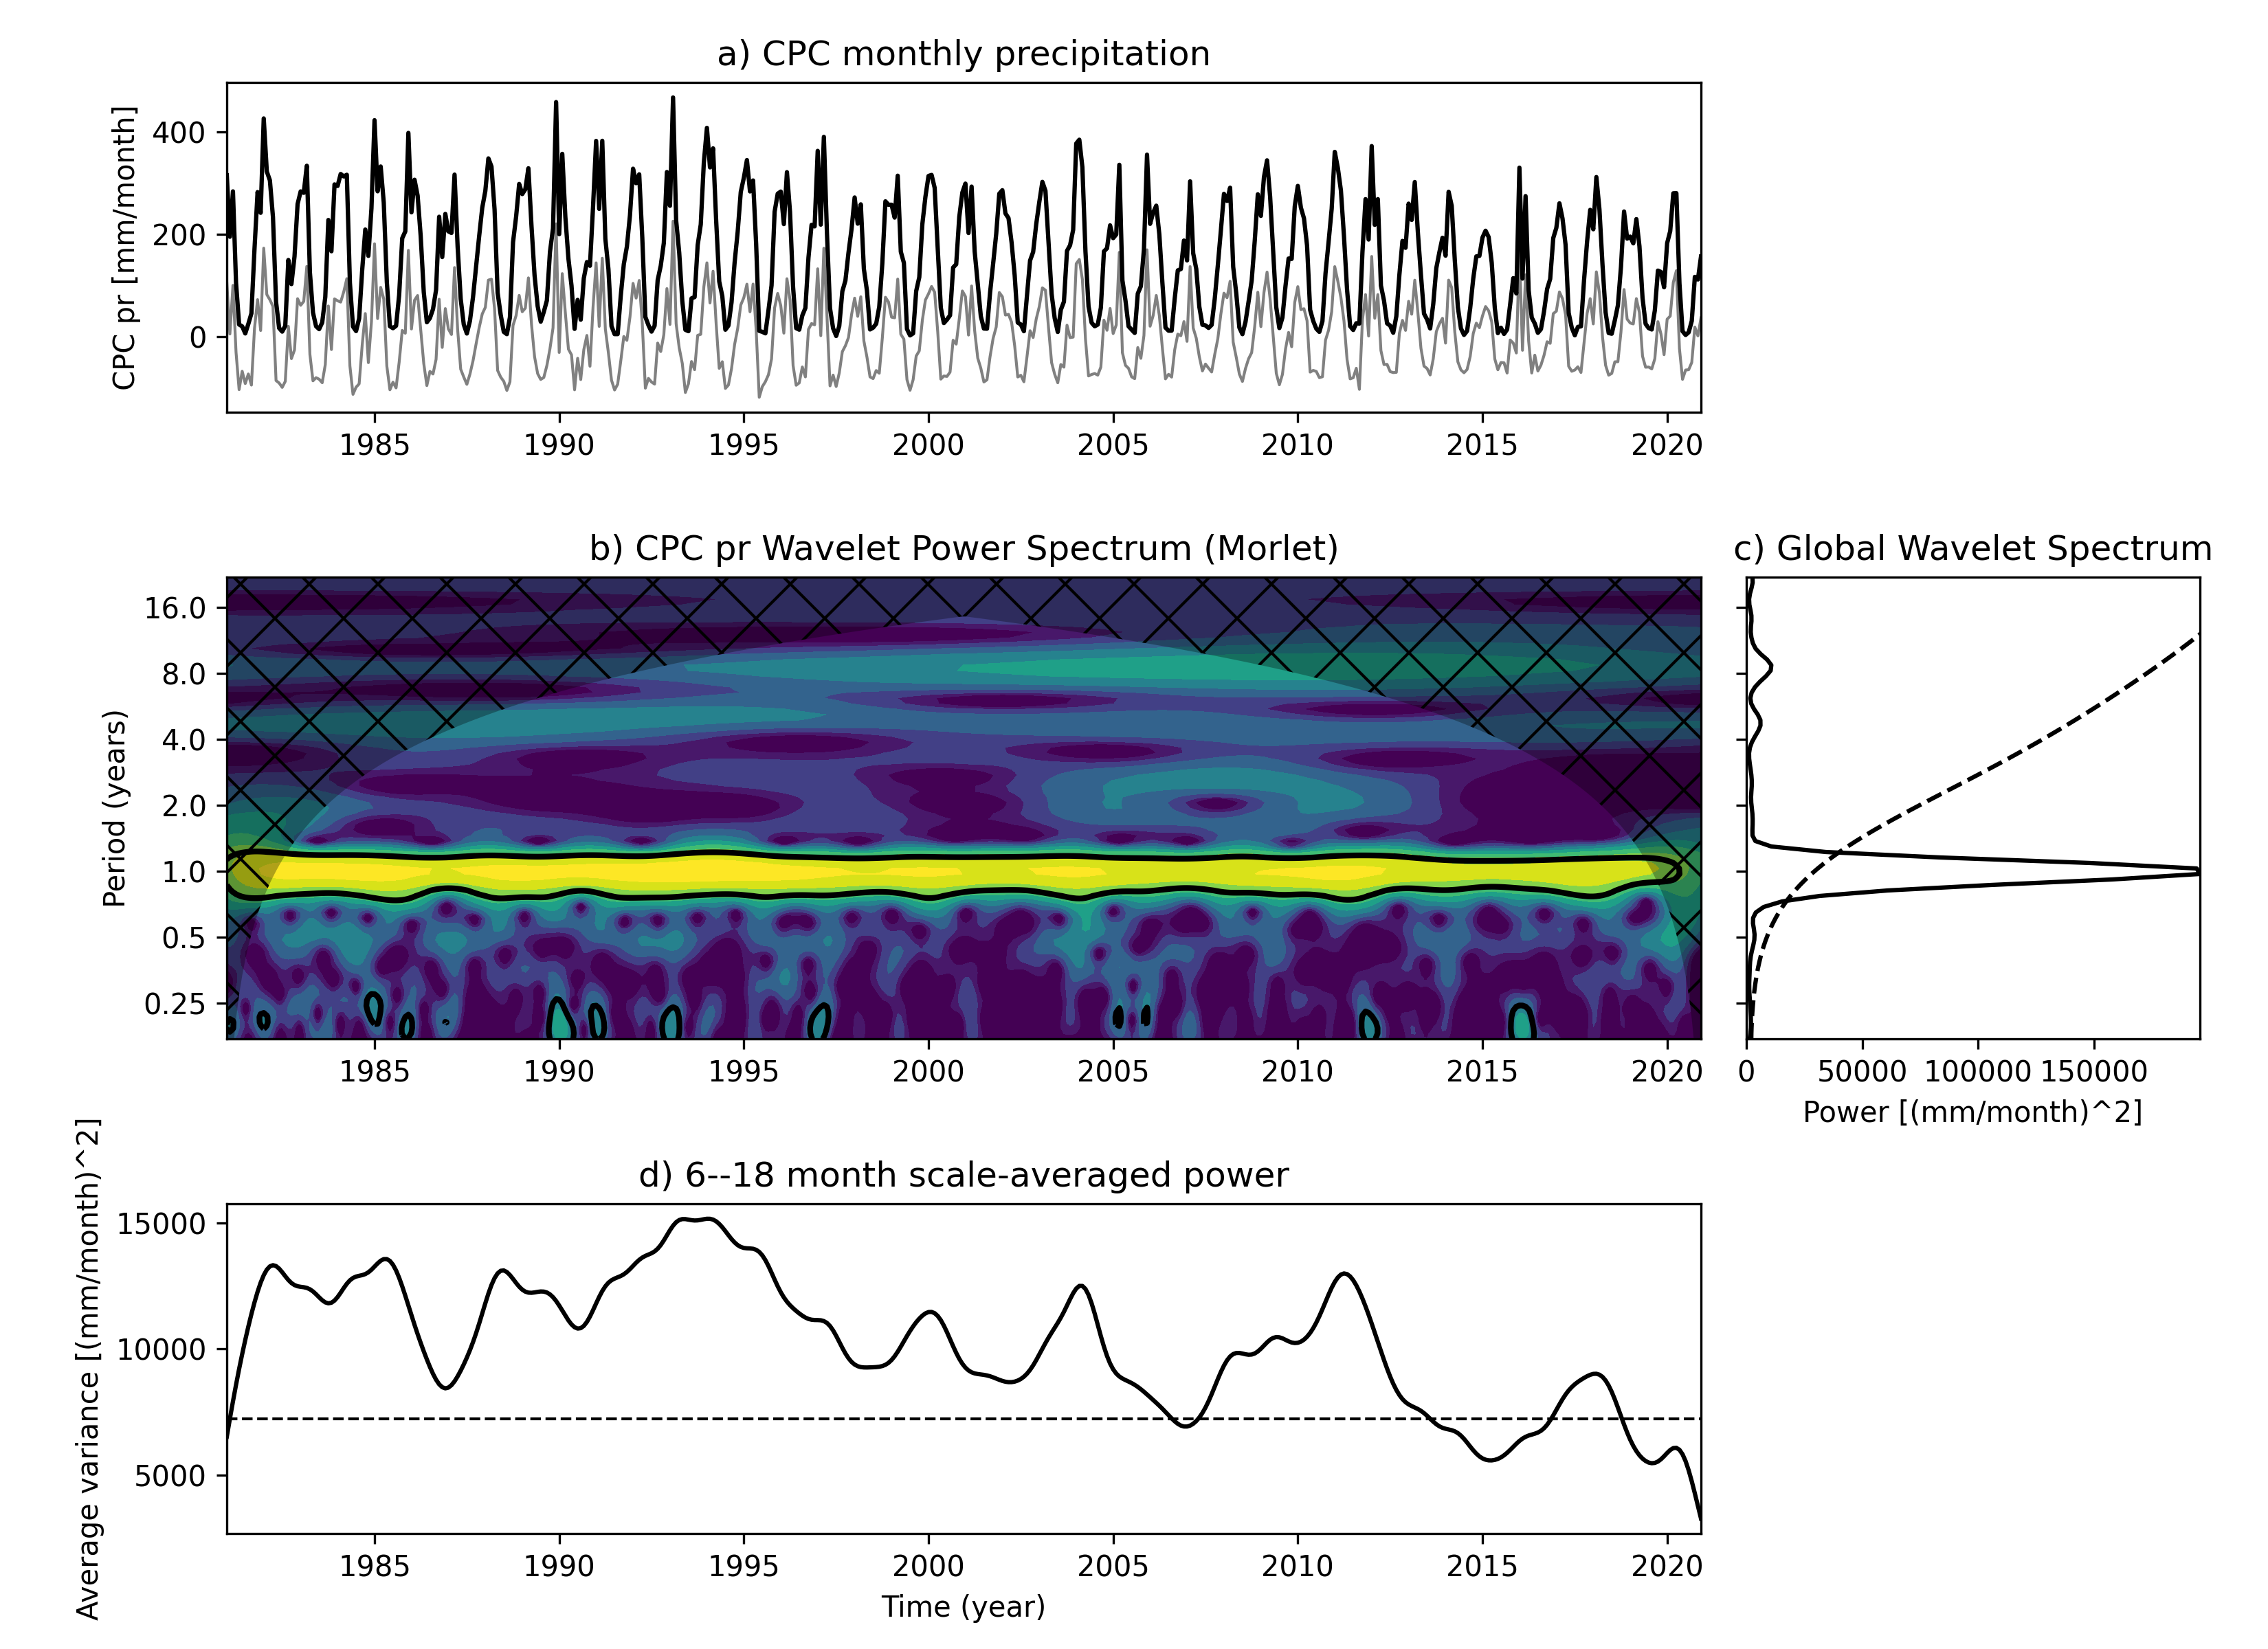 a) CPC monthly precipitation
CPC pr [mm/month]
400
200
0
1985 1990 1995 2000 2005 2010 2015 2020
b) CPC pr Wavelet Power Spectrum (Morlet)
Period (years)
16.0
8.0
4.0
2.0
1.0
0.5
0.25
1985 1990 1995 2000 2005 2010 2015 2020
c) Global Wavelet Spectrum
0 50000 100000 150000
Power [(mm/month)^2]
d) 6--18 month scale-averaged power
Average variance [(mm/month)^2]
15000
10000
5000
1985 1990 1995 2000 2005 2010 2015 2020
Time (year)